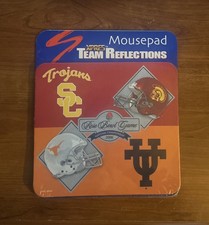 Mousepad
TEAM REFLECTIONS
Trojans
SC
Rose Bowl Game
UT